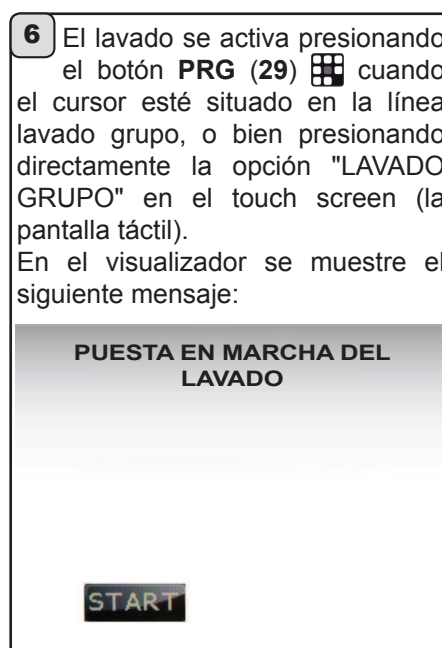 6 El lavado se activa presionando
el botón PRG (29) cuando
el cursor esté situado en la línea
lavado grupo, o bien presionando
directamente la opción "LAVADO
GRUPO" en el touch screen (la
pantalla táctil).
En el visualizador se muestre el
siguiente mensaje:
PUESTA EN MARCHA DEL
LAVADO
START